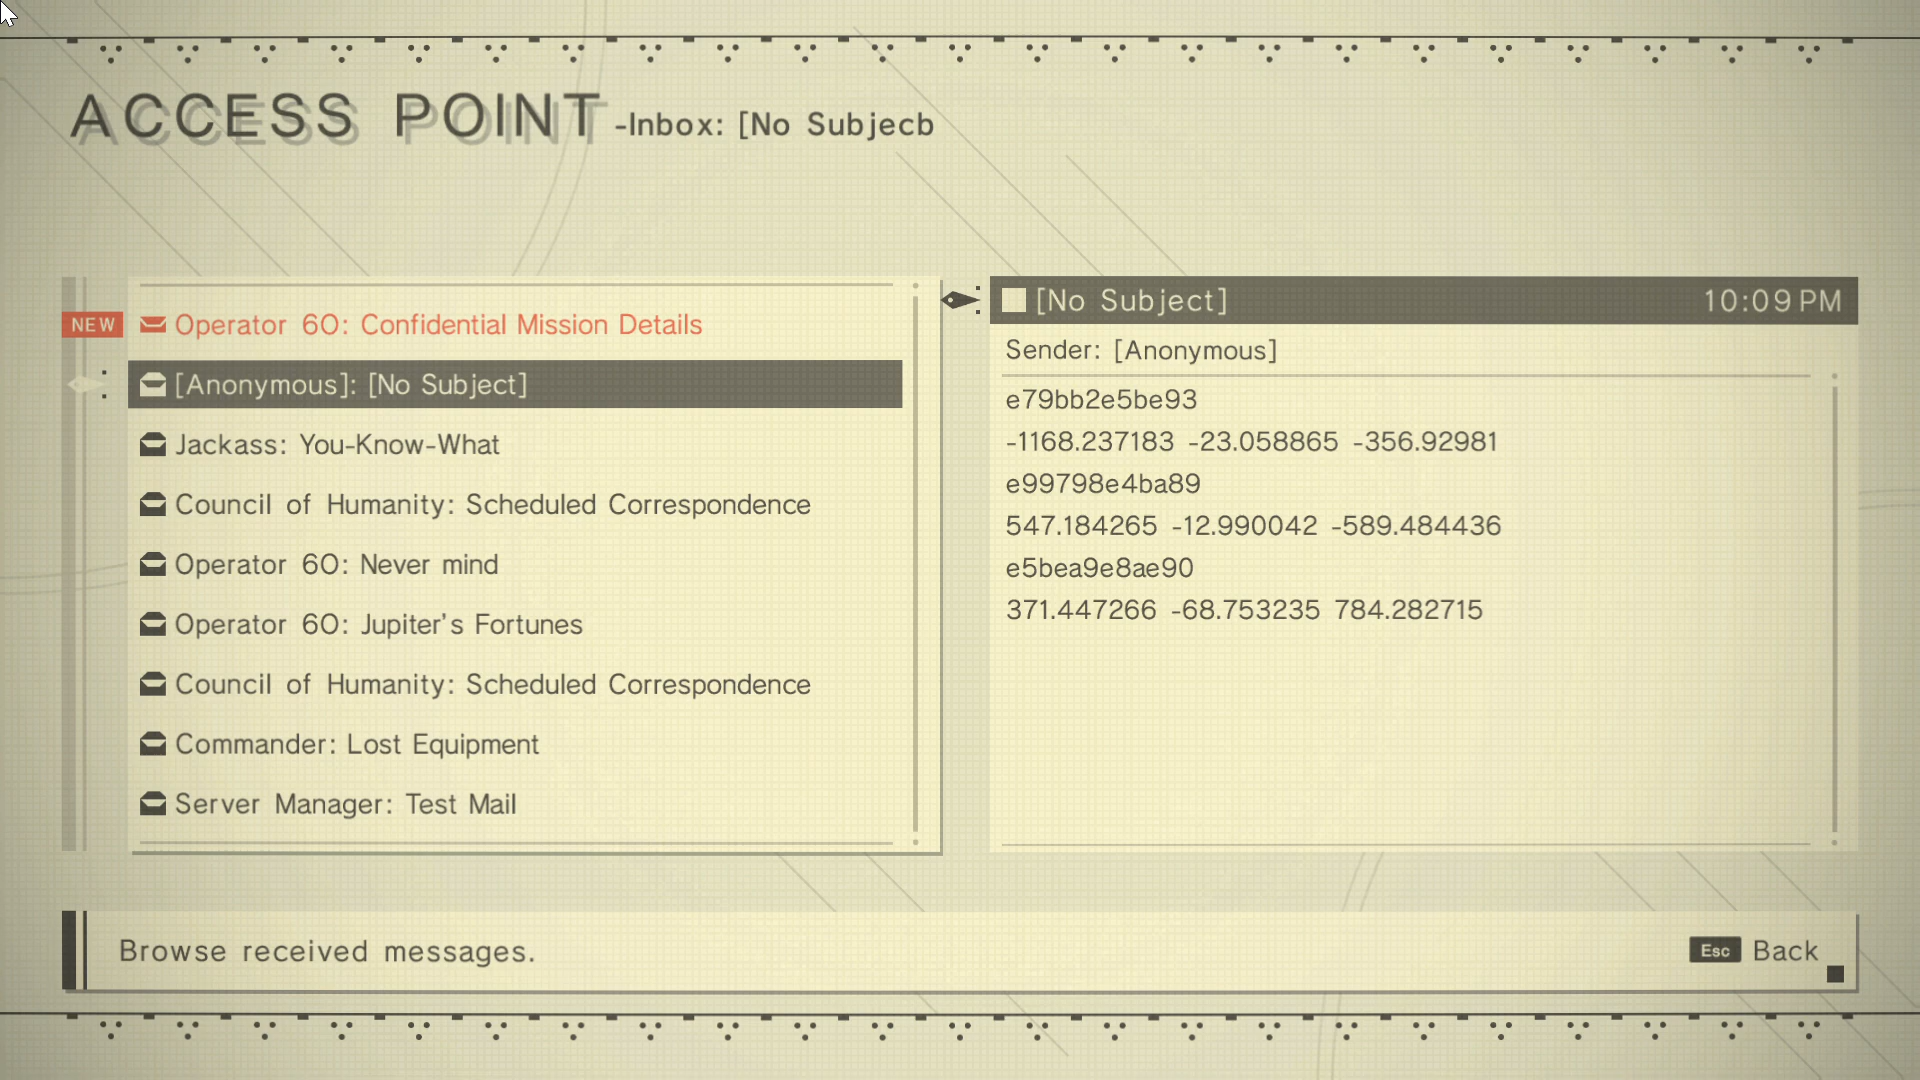 ACCESS POINT -Inbox: [No Subjecb
NEW Operator 6O: Confidential Mission Details
[Anonymous]: [No Subject]
Jackass: You-Know-What
Council of Humanity: Scheduled Correspondence
Operator 6O: Never mind
Operator 6O: Jupiter's Fortunes
Council of Humanity: Scheduled Correspondence
Commander: Lost Equipment
Server Manager: Test Mail
[No Subject] 10:09 PM
Sender: [Anonymous]
e79bb2e5be93
-1168.237183 -23.058865 -356.92981
e99798e4ba89
547.184265 -12.990042 -589.484436
e5bea9e8ae90
371.447266 -68.753235 784.282715
Browse received messages.
Esc Back